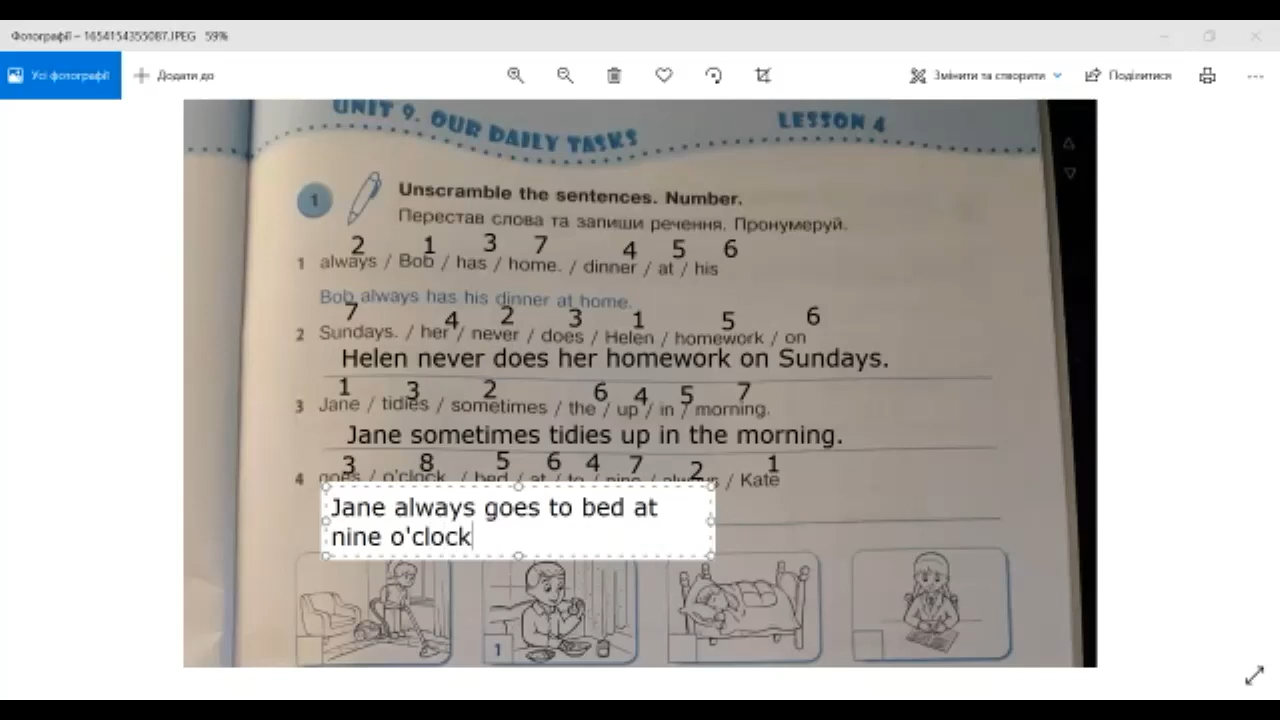 Фотографії – 1654154355087.JPEG 59%
Усі фотографії
Додати до
Змінити та створити
Поділитися
UNIT 9. OUR DAILY TASKS
LESSON 4
1
Unscramble the sentences. Number.
Перестав слова та запиши речення. Пронумеруй.
2 1 3 7 4 5 6
1 always / Bob / has / home. / dinner / at / his
Bob always has his dinner at home.
7 4 2 3 1 5 6
2 Sundays. / her / never / does / Helen / homework / on
Helen never does her homework on Sundays.
1 3 2 6 4 5 7
3 Jane / tidies / sometimes / the / up / in / morning.
Jane sometimes tidies up in the morning.
3 8 5 6 4 7 2 1
4 goes / o'clock. / bed / at / to / nine / always / Kate
Jane always goes to bed at
nine o'clock
1